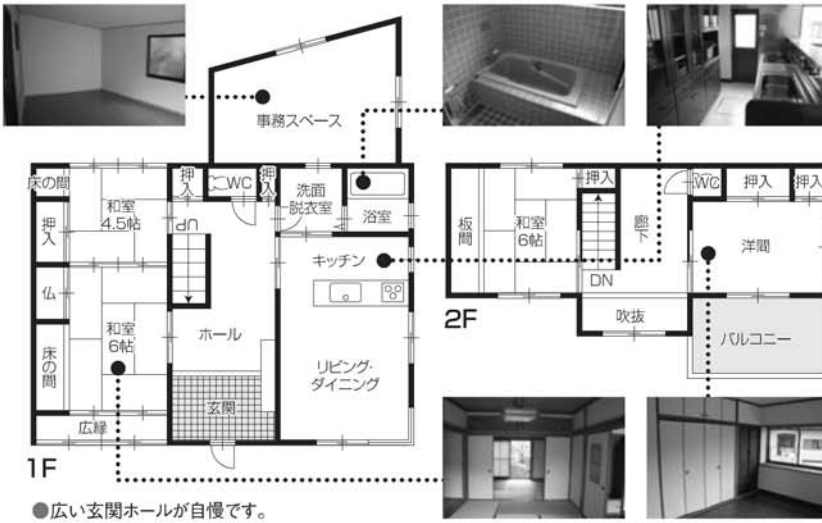 事務スペース
床の間
和室
4.5帖
押入
押入
WC
押入
洗面
脱衣室
浴室
UP
押入
仏
和室
6帖
床の間
広縁
ホール
玄関
キッチン
リビング・
ダイニング
1F
板間
和室
6帖
押入
DN
廊下
WC
押入
押入
洋間
吹抜
バルコニー
2F
●広い玄関ホールが自慢です。